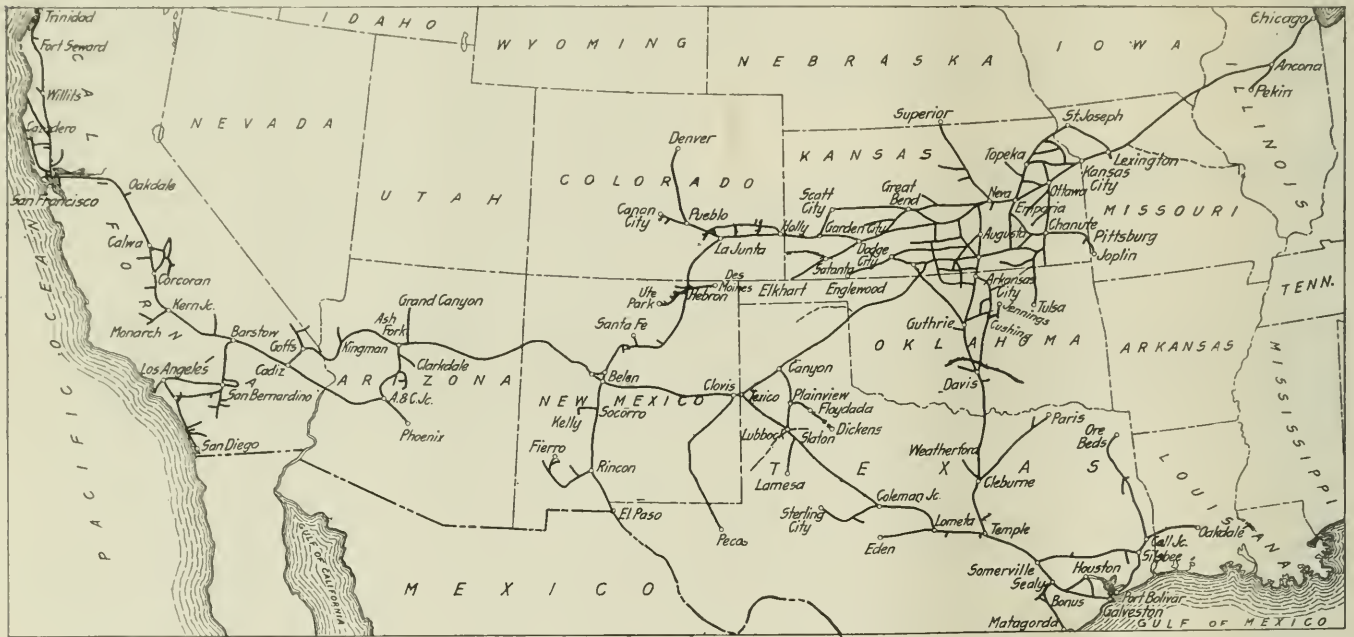 Trinidad
Fort Seward
Willits
Cazadero
San Francisco
Oakdale
Calwa
Corcoran
Kern Jc.
Monarch
Barstow
Los Angeles
San Bernardino
San Diego
CALIFORNIA
PACIFIC OCEAN
GULF OF CALIFORNIA
IDAHO
NEVADA
UTAH
WYOMING
COLORADO
ARIZONA
NEW MEXICO
MEXICO
NEBRASKA
IOWA
KANSAS
MISSOURI
ILLINOIS
OKLAHOMA
ARKANSAS
TENN.
MISSISSIPPI
LOUISIANA
TEXAS
GULF OF MEXICO
Goffs
Cadiz
Kingman
Ash
Fork
Grand Canyon
Clarkdale
A.& C. Jc.
Phoenix
Denver
Canon
City
Pueblo
La Junta
Holly
Ute
Park
Hebron
Des
Moines
Santa Fe
Belen
Socorro
Kelly
Fierro
Rincon
El Paso
Clovis
Texico
Pecos
Superior
Scott
City
Great
Bend
Garden City
Dodge
City
Satanta
Elkhart
Englewood
Topeka
St. Joseph
Lexington
Kansas
City
Ottawa
Neva
Emporia
Chanute
Augusta
Pittsburg
Joplin
Arkansas
City
Jennings
Tulsa
Cushing
Guthrie
Davis
Chicago
Ancona
Pekin
Canyon
Plainview
Floydada
Dickens
Lubbock
Slaton
Lamesa
Sterling
City
Coleman Jc.
Eden
Lometa
Temple
Weatherford
Cleburne
Paris
Ore
Beds
Call Jc.
Silsbee
Oakdale
Somerville
Sealy
Houston
Bonus
Port Bolivar
Galveston
Matagorda